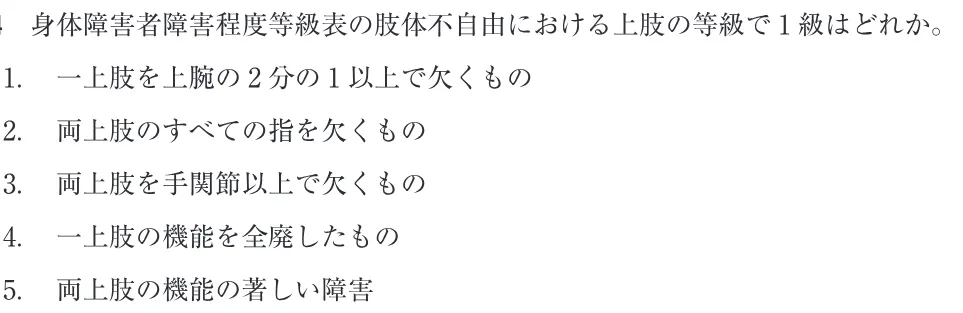 身体障害者障害程度等級表の肢体不自由における上肢の等級で1級はどれか。
1. 一上肢を上腕の2分の1以上で欠くもの
2. 両上肢のすべての指を欠くもの
3. 両上肢を手関節以上で欠くもの
4. 一上肢の機能を全廃したもの
5. 両上肢の機能の著しい障害